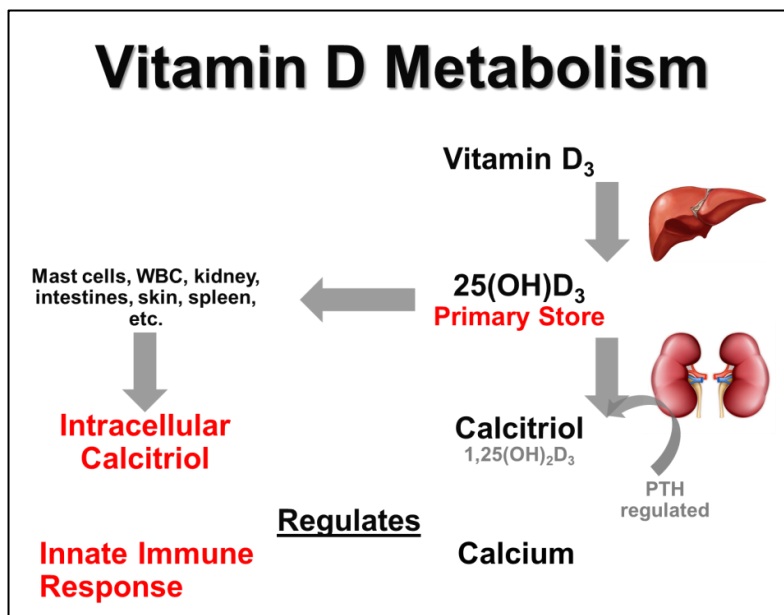 Vitamin D Metabolism
Vitamin D₃
Mast cells, WBC, kidney,
intestines, skin, spleen,
etc.
25(OH)D₃
Primary Store
Intracellular
Calcitriol
Calcitriol
1,25(OH)₂D₃
PTH
regulated
Regulates
Innate Immune
Response
Calcium